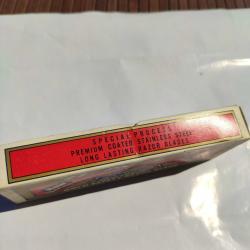 SPECIAL PROCESS
PREMIUM COATED STAINLESS STEEL
LONG LASTING RAZOR BLADES